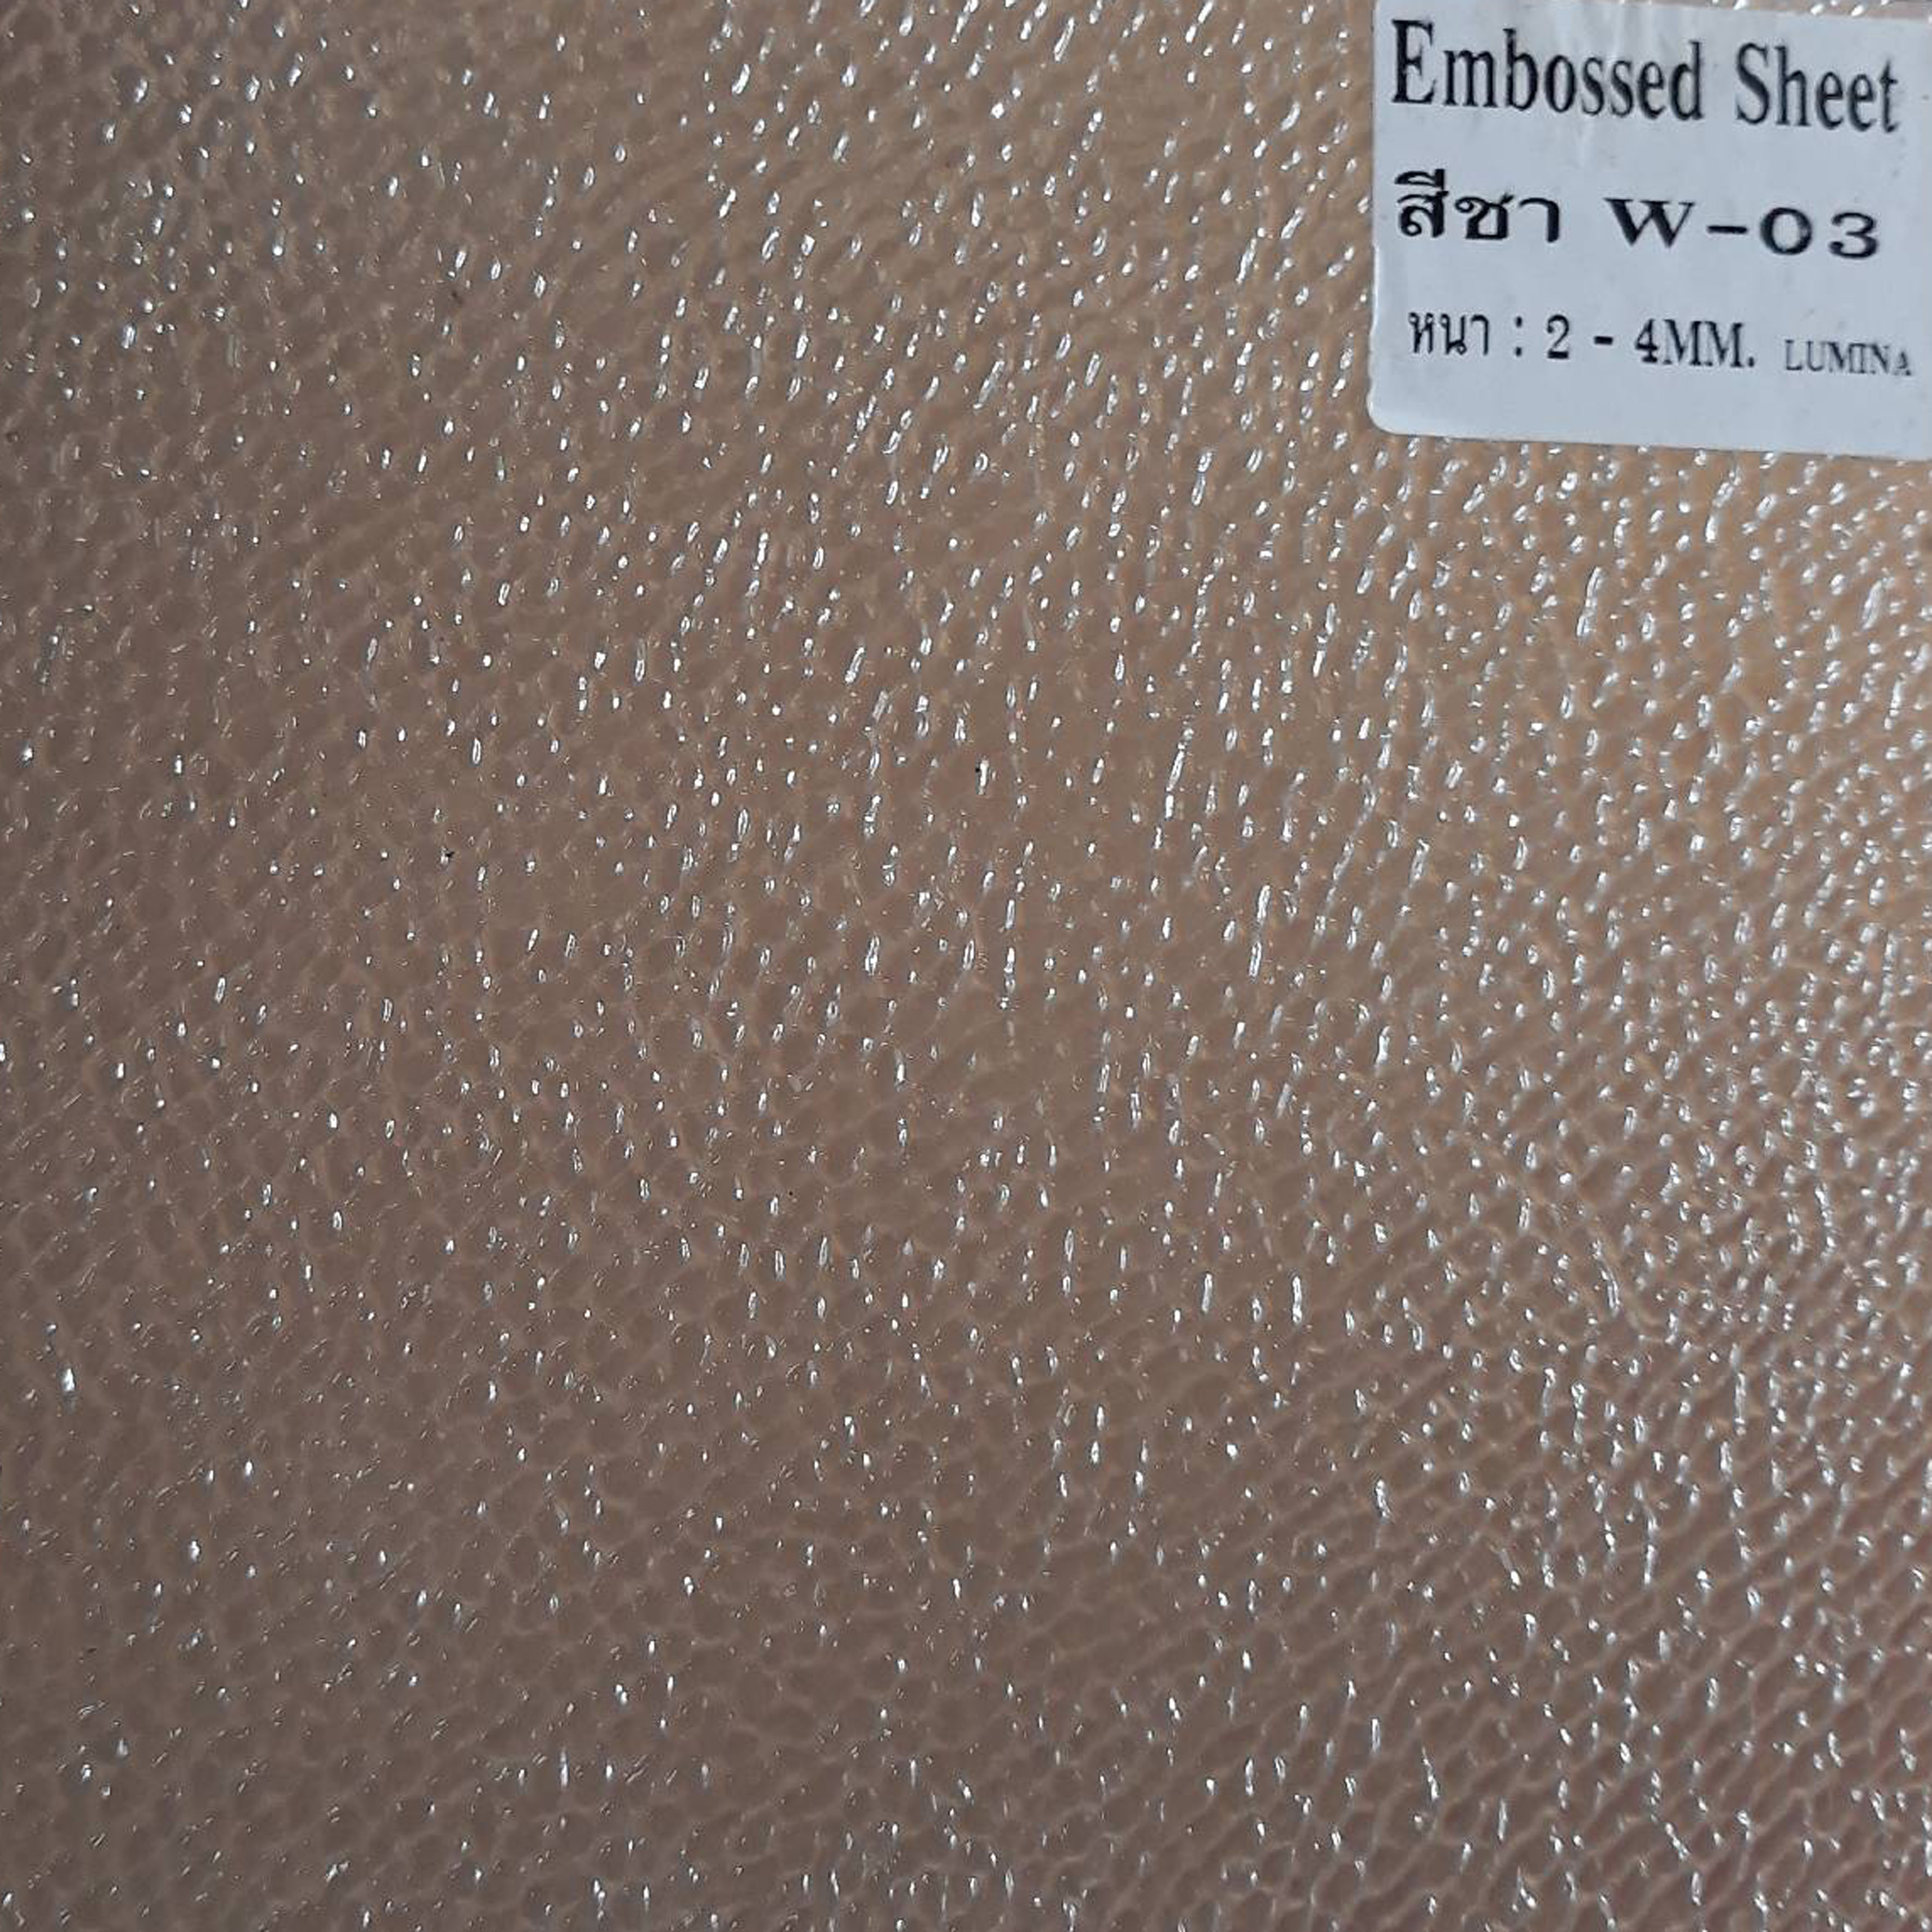 Embossed Sheet
สีชา W-03
หนา : 2 - 4MM. LUMINA